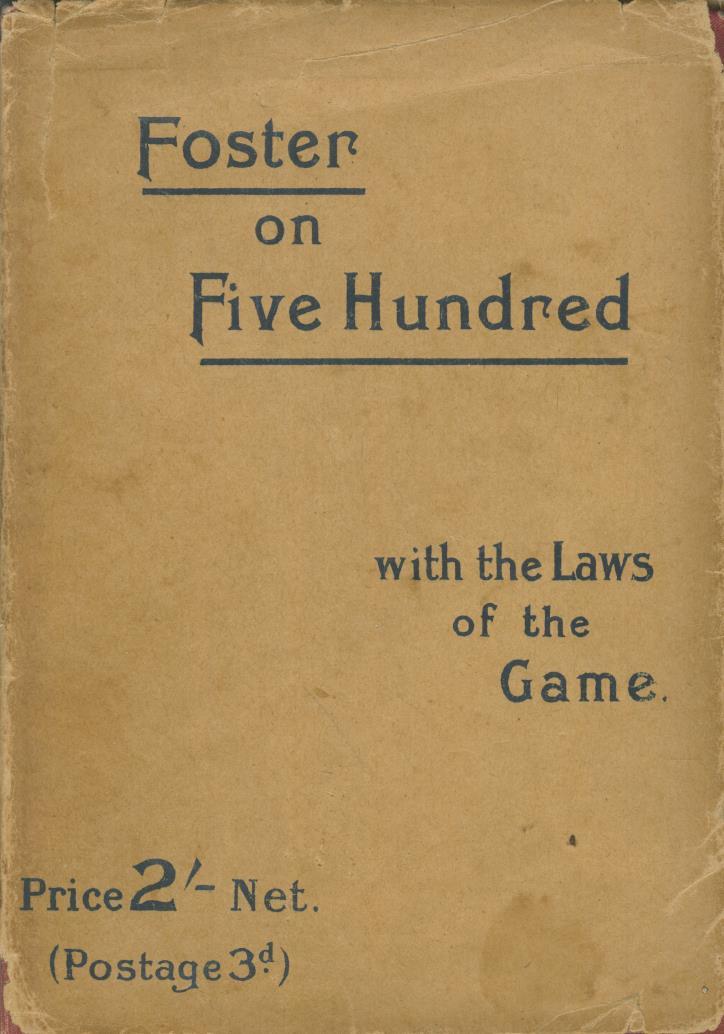 Foster
on
Five Hundred
with the Laws
of the
Game.
Price 2/- Net.
(Postage 3d.)